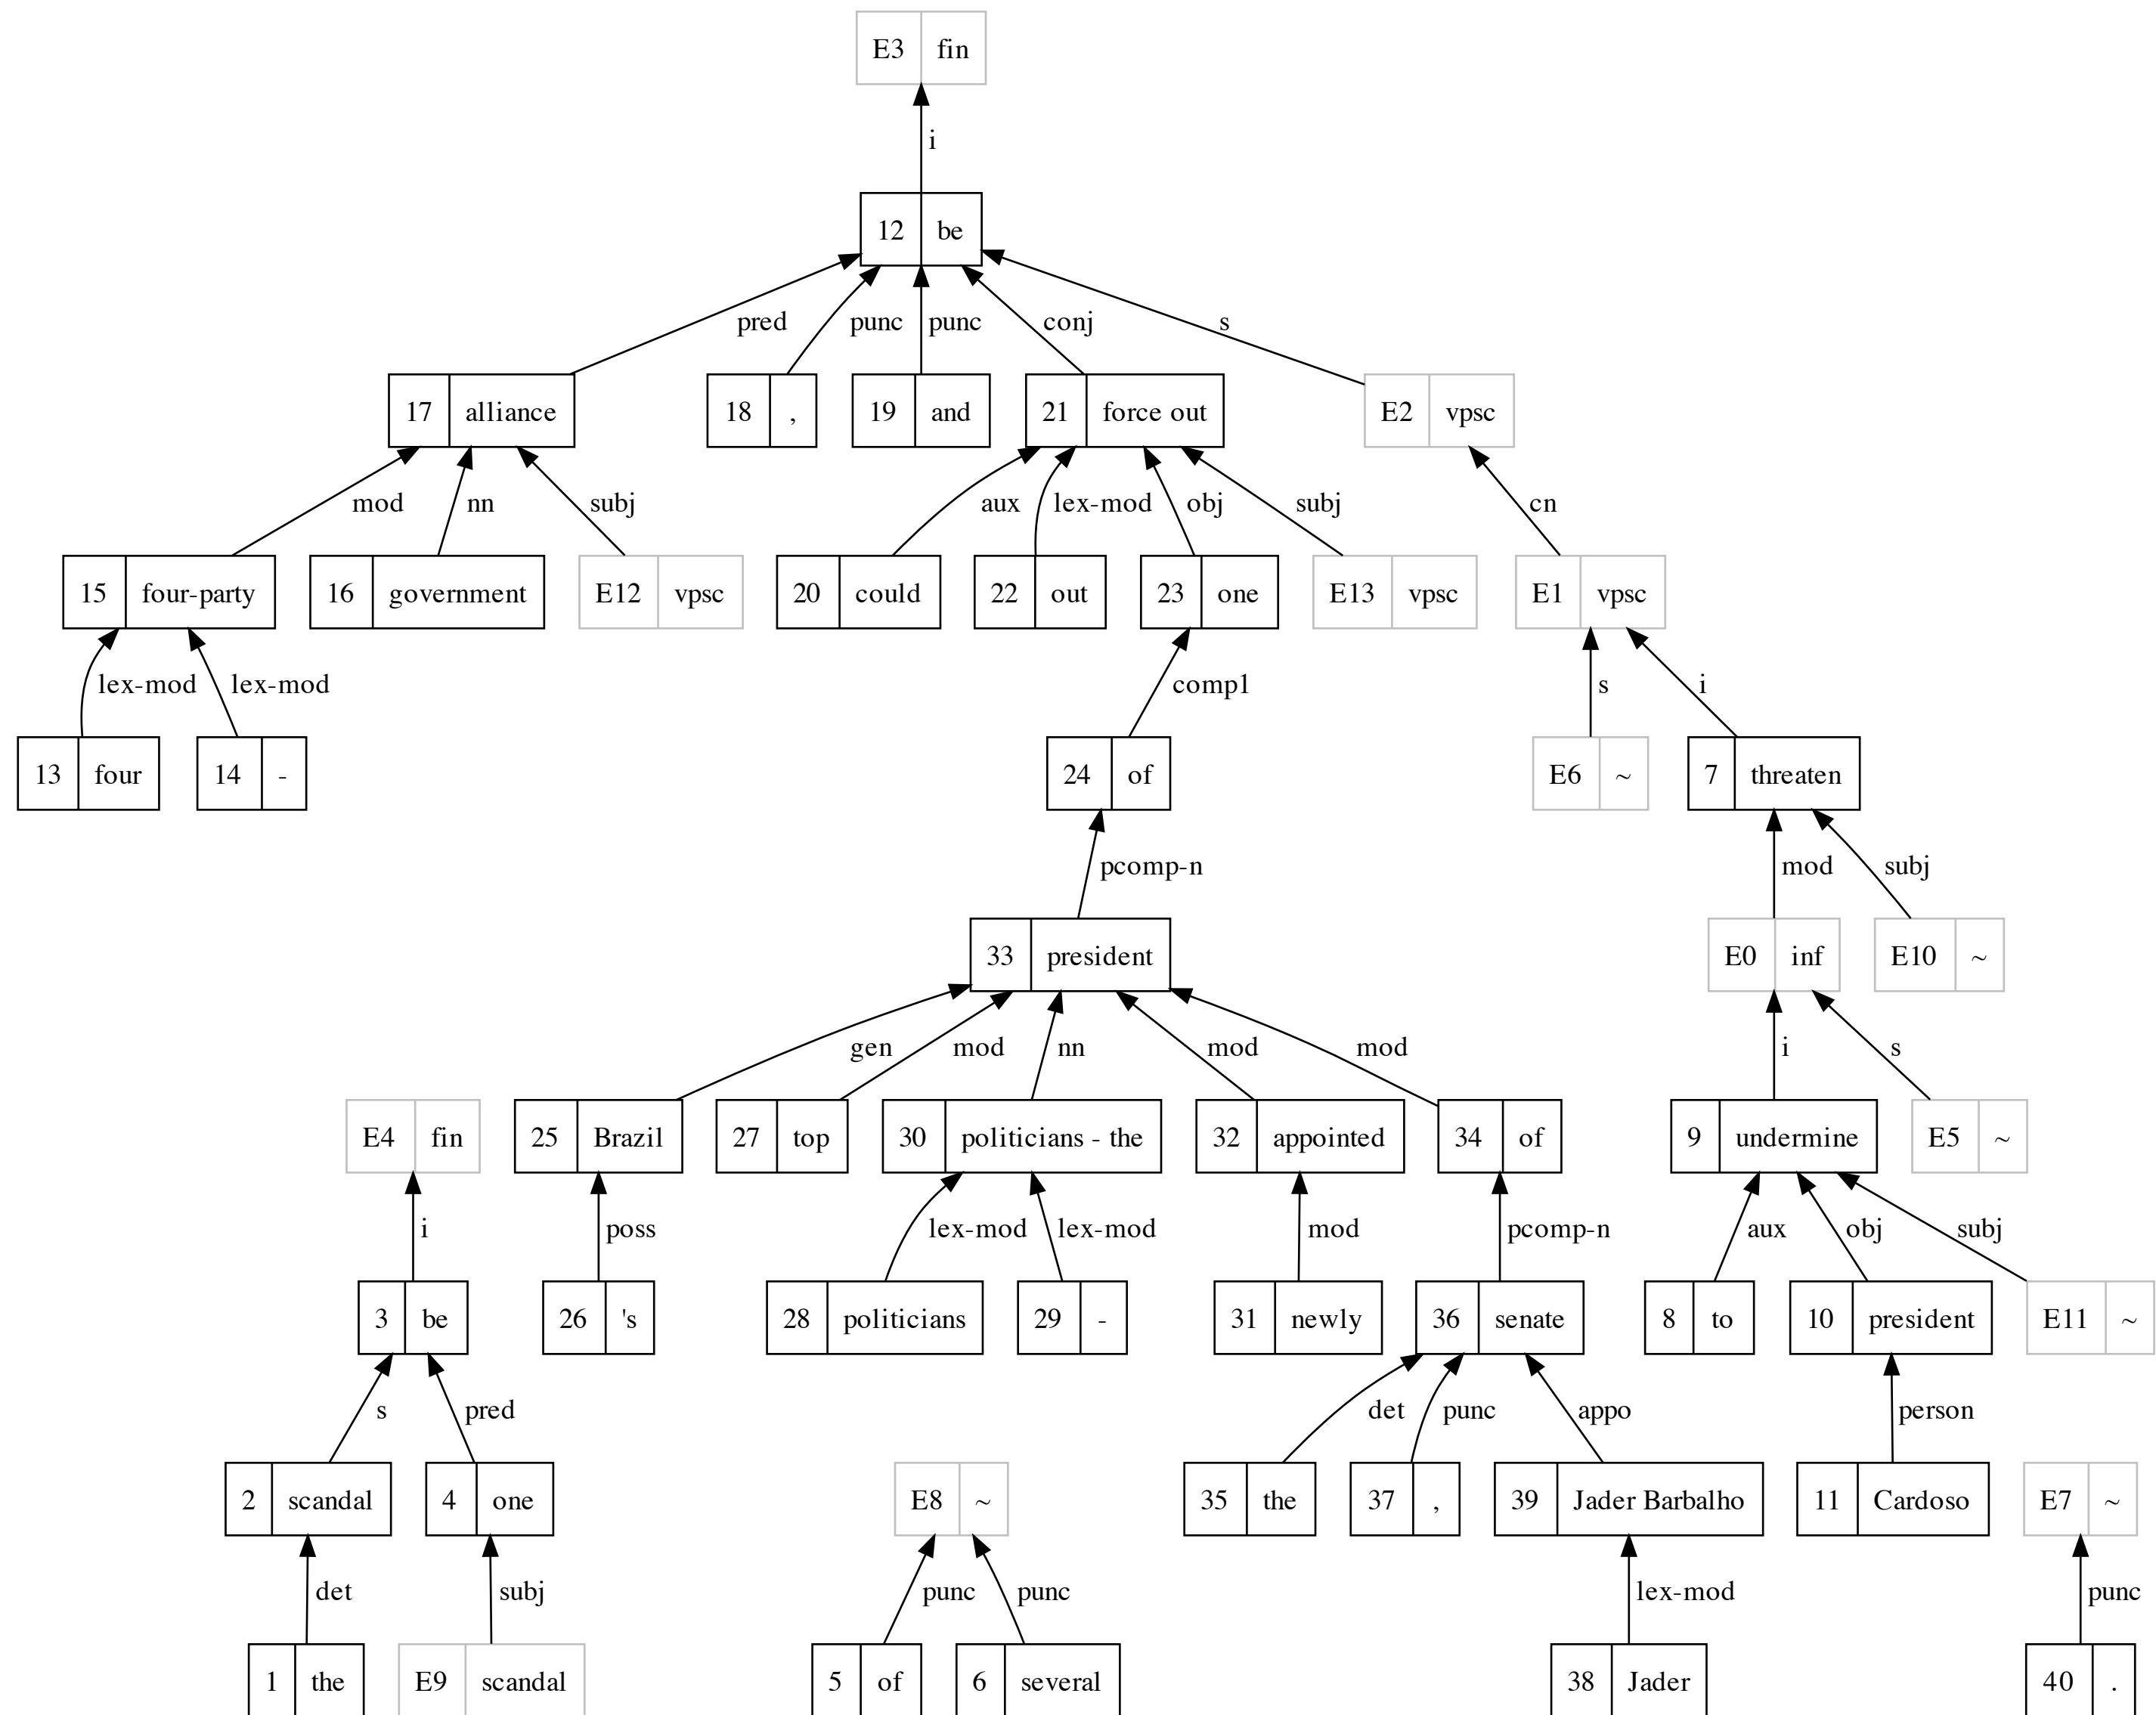 E3 fin
i
12 be
pred punc punc conj s
17 alliance 18 , 19 and 21 force out E2 vpsc
mod nn subj aux lex-mod obj subj cn
15 four-party 16 government E12 vpsc 20 could 22 out 23 one E13 vpsc E1 vpsc
lex-mod lex-mod comp1 s i
13 four 14 - 24 of E6 ~ 7 threaten
pcomp-n mod subj
33 president E0 inf E10 ~
gen mod nn mod mod i s
E4 fin 25 Brazil 27 top 30 politicians - the 32 appointed 34 of 9 undermine E5 ~
i poss lex-mod lex-mod mod pcomp-n aux obj subj
3 be 26 's 28 politicians 29 - 31 newly 36 senate 8 to 10 president E11 ~
s pred det punc appo person
2 scandal 4 one E8 ~ 35 the 37 , 39 Jader Barbalho 11 Cardoso E7 ~
det subj punc punc lex-mod punc
1 the E9 scandal 5 of 6 several 38 Jader 40 .